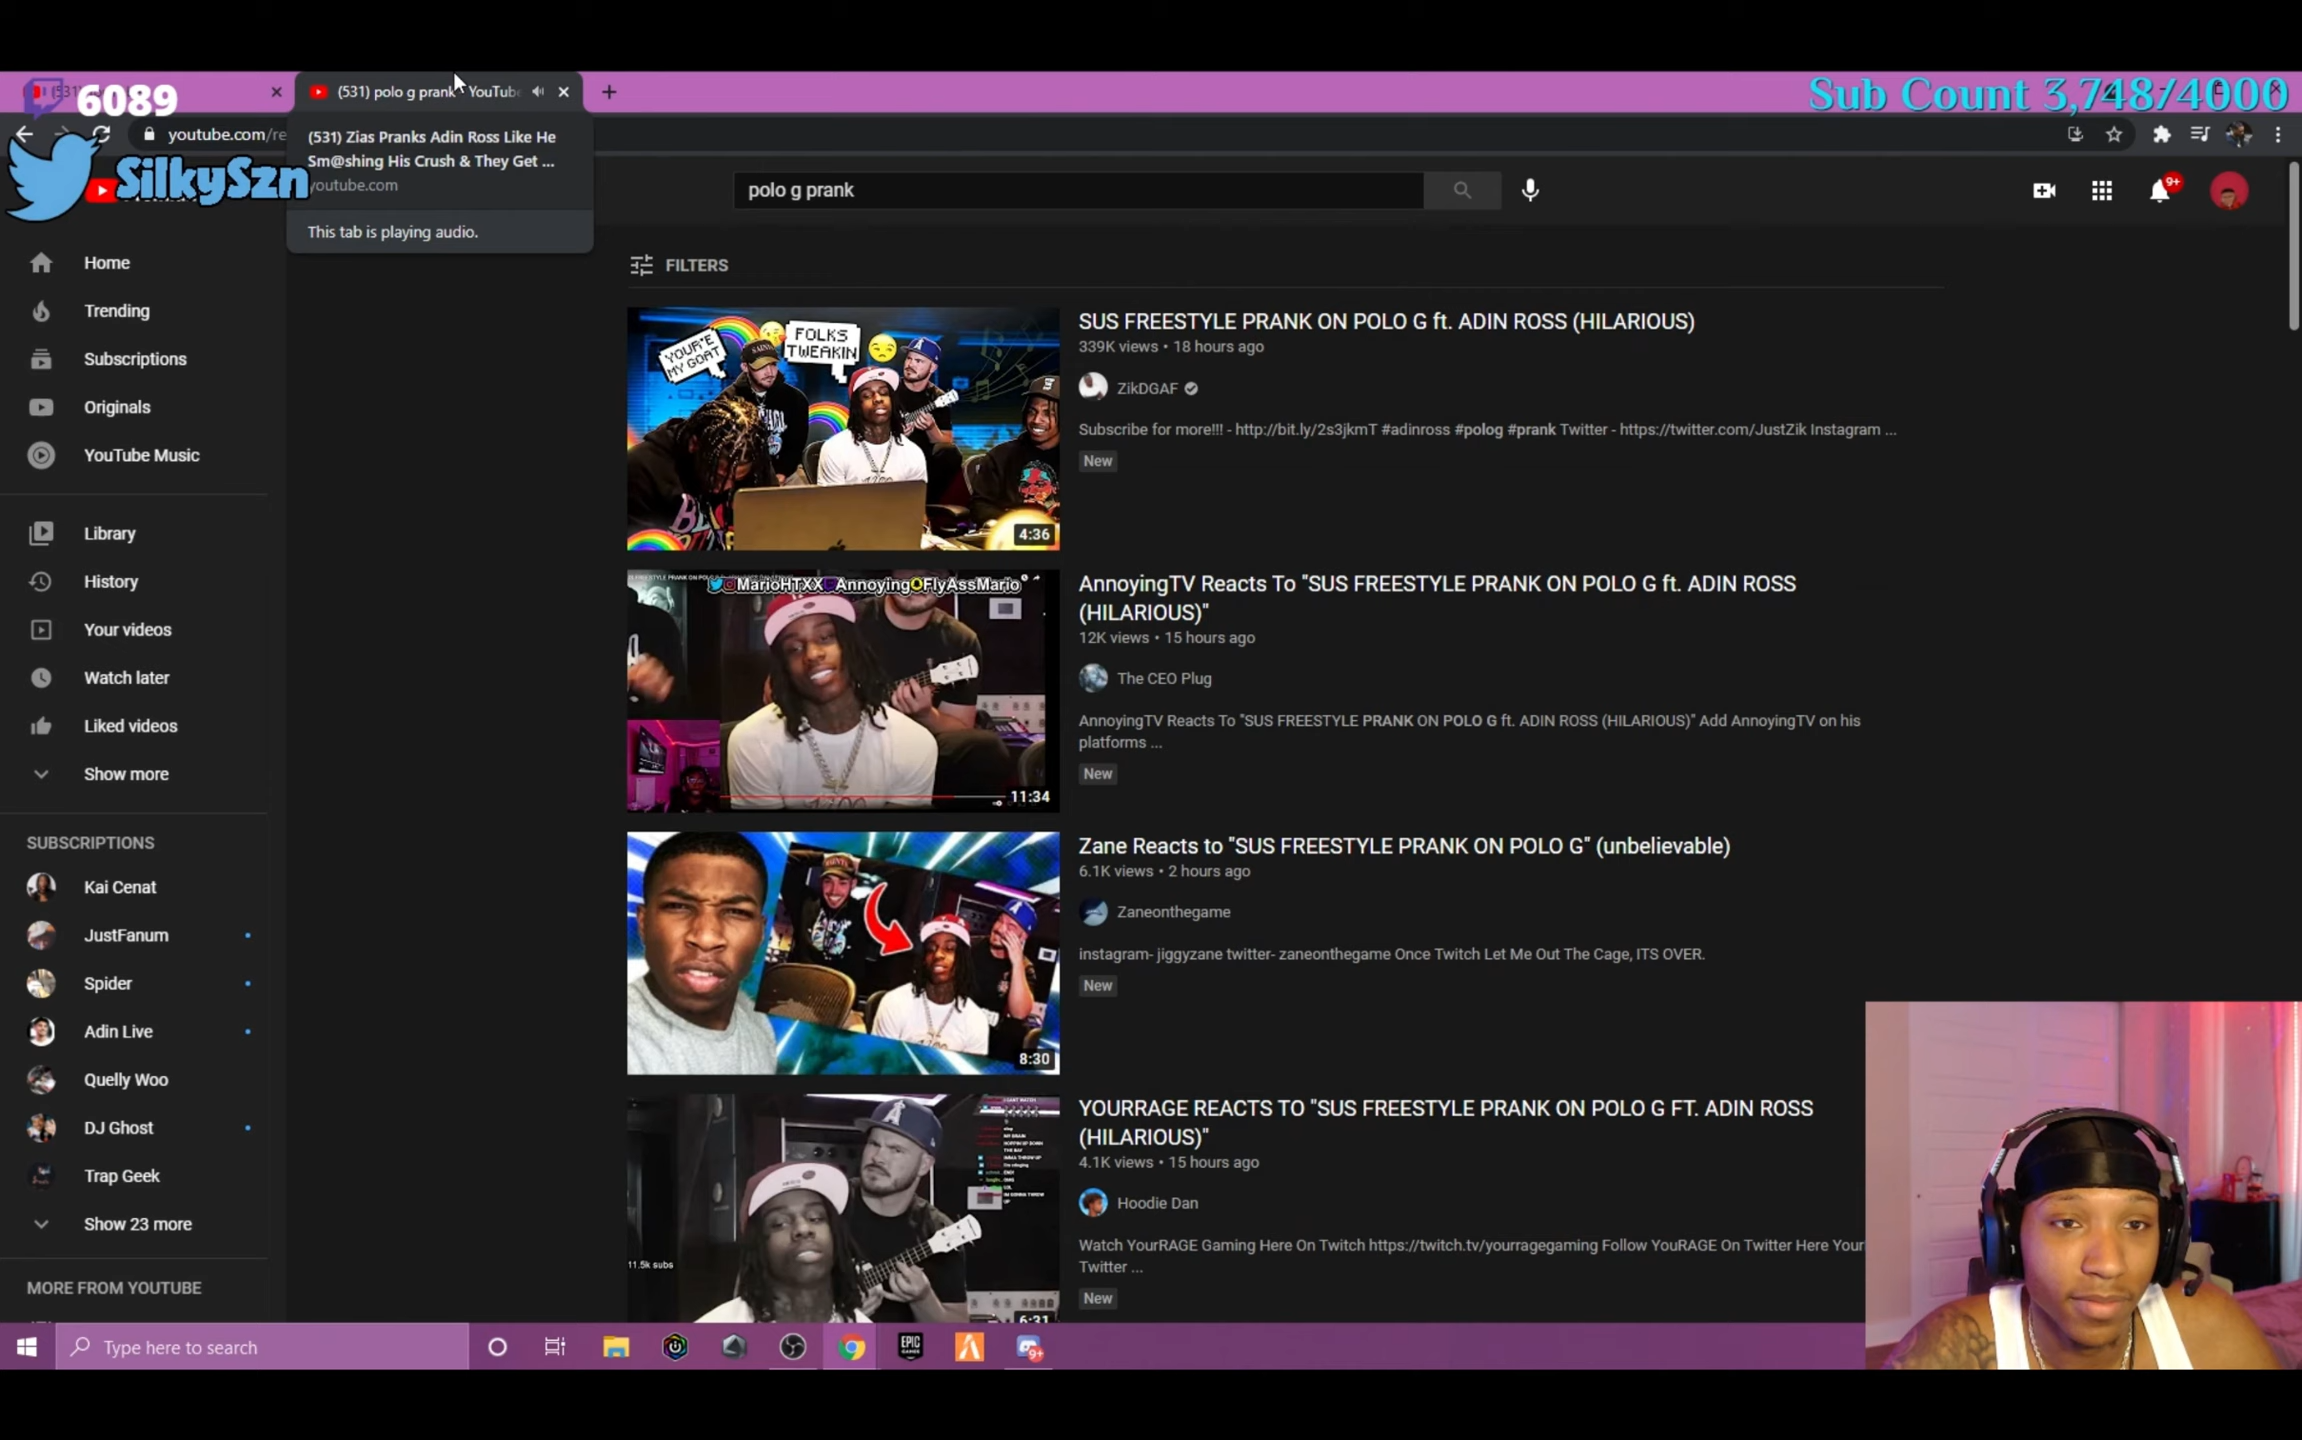 6089
(531) polo g prank YouTube
Sub Count 3,748/4000
youtube.com/re
(531) Zias Pranks Adin Ross Like He
Sm@shing His Crush & They Get ...
youtube.com
This tab is playing audio.
SilkySzn
polo g prank
9+
Home
Trending
Subscriptions
Originals
YouTube Music
Library
History
Your videos
Watch later
Liked videos
Show more
SUBSCRIPTIONS
Kai Cenat
JustFanum
Spider
Adin Live
Quelly Woo
DJ Ghost
Trap Geek
Show 23 more
MORE FROM YOUTUBE
FILTERS
YOUR'E
MY GOAT
FOLKS
TWEAKIN
4:36
SUS FREESTYLE PRANK ON POLO G ft. ADIN ROSS (HILARIOUS)
339K views • 18 hours ago
ZikDGAF
Subscribe for more!!! - http://bit.ly/2s3jkmT #adinross #polog #prank Twitter - https://twitter.com/JustZik Instagram ...
New
MarioHTXX Annoying FlyAssMario
11:34
AnnoyingTV Reacts To "SUS FREESTYLE PRANK ON POLO G ft. ADIN ROSS
(HILARIOUS)"
12K views • 15 hours ago
The CEO Plug
AnnoyingTV Reacts To "SUS FREESTYLE PRANK ON POLO G ft. ADIN ROSS (HILARIOUS)" Add AnnoyingTV on his
platforms ...
New
8:30
Zane Reacts to "SUS FREESTYLE PRANK ON POLO G" (unbelievable)
6.1K views • 2 hours ago
Zaneonthegame
instagram- jiggyzane twitter- zaneonthegame Once Twitch Let Me Out The Cage, ITS OVER.
New
11.5k subs
6:31
YOURRAGE REACTS TO "SUS FREESTYLE PRANK ON POLO G FT. ADIN ROSS
(HILARIOUS)"
4.1K views • 15 hours ago
Hoodie Dan
Watch YourRAGE Gaming Here On Twitch https://twitch.tv/yourragegaming Follow YouRAGE On Twitter Here Your
Twitter ...
New
Type here to search
EPIC
GAMES
9+